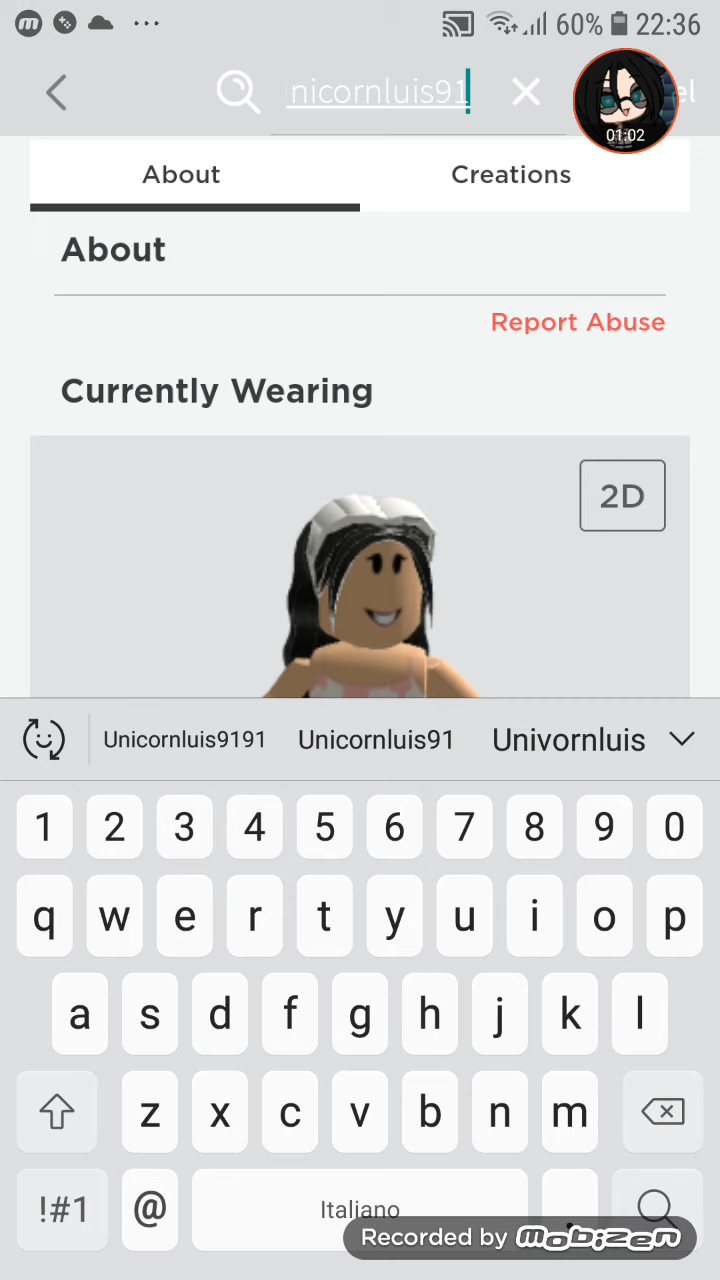 60% 22:36
nicornluis91
el
01:02
About Creations
About
Report Abuse
Currently Wearing
2D
Unicornluis9191 Unicornluis91 Univornluis
1 2 3 4 5 6 7 8 9 0
q w e r t y u i o p
a s d f g h j k l
z x c v b n m
!#1 @ Italiano .
Recorded by mobizen